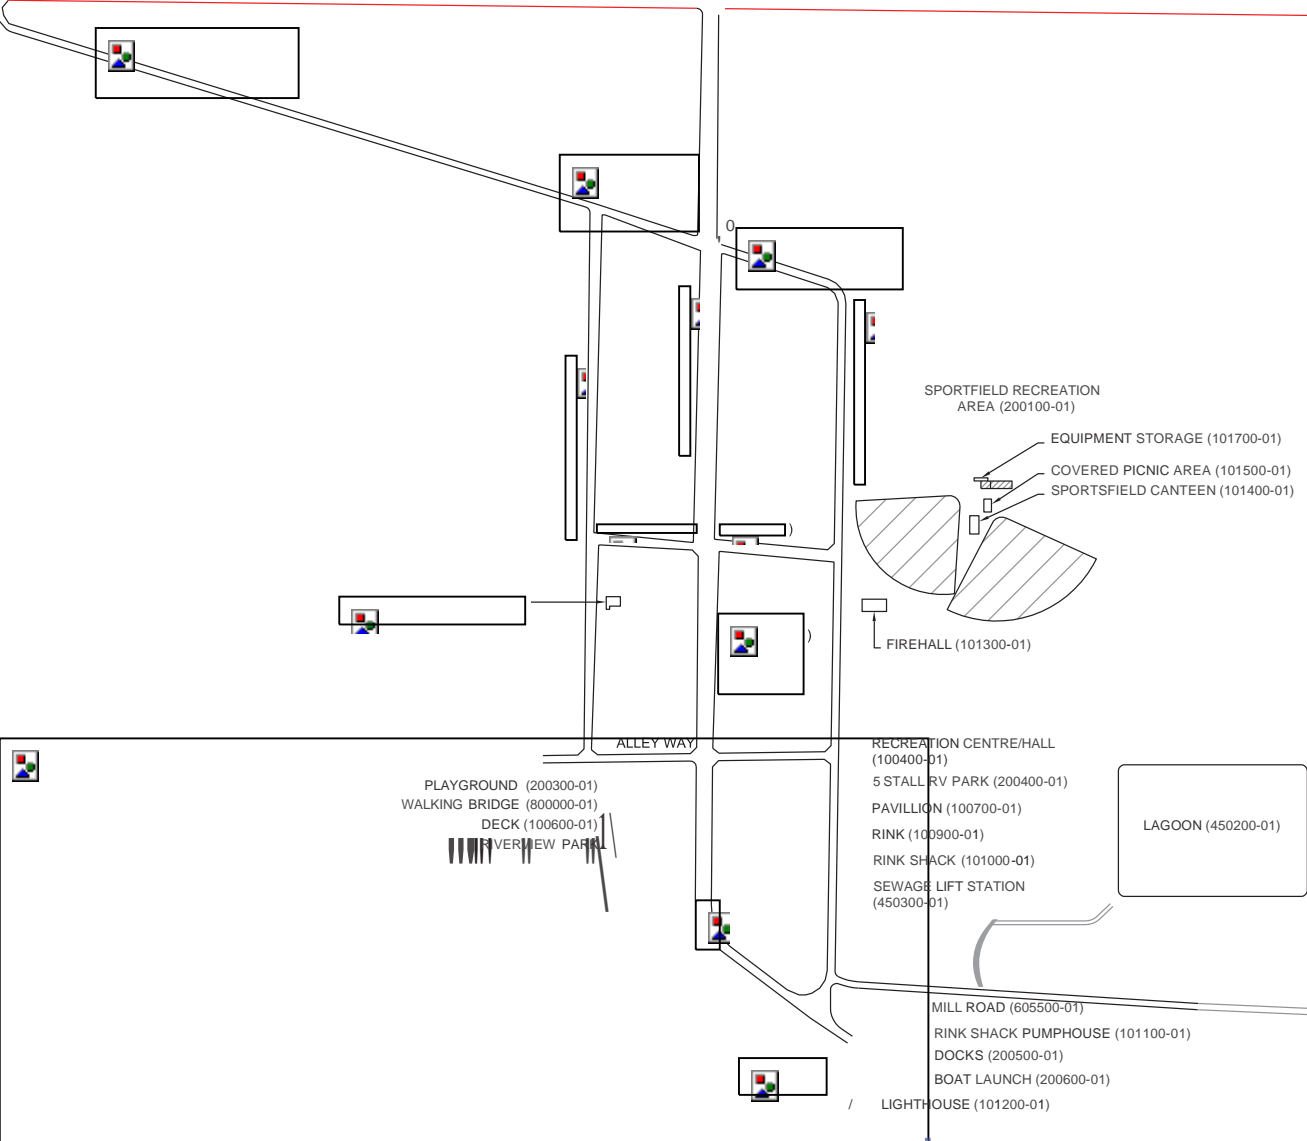 0
SPORTFIELD RECREATION
AREA (200100-01)
EQUIPMENT STORAGE (101700-01)
COVERED PICNIC AREA (101500-01)
SPORTSFIELD CANTEEN (101400-01)
)
)
FIREHALL (101300-01)
ALLEY WAY
RECREATION CENTRE/HALL
(100400-01)
5 STALL RV PARK (200400-01)
PAVILLION (100700-01)
RINK (100900-01)
RINK SHACK (101000-01)
SEWAGE LIFT STATION
(450300-01)
PLAYGROUND (200300-01)
WALKING BRIDGE (800000-01)
DECK (100600-01)
RIVERVIEW PARK
LAGOON (450200-01)
MILL ROAD (605500-01)
RINK SHACK PUMPHOUSE (101100-01)
DOCKS (200500-01)
BOAT LAUNCH (200600-01)
/ LIGHTHOUSE (101200-01)